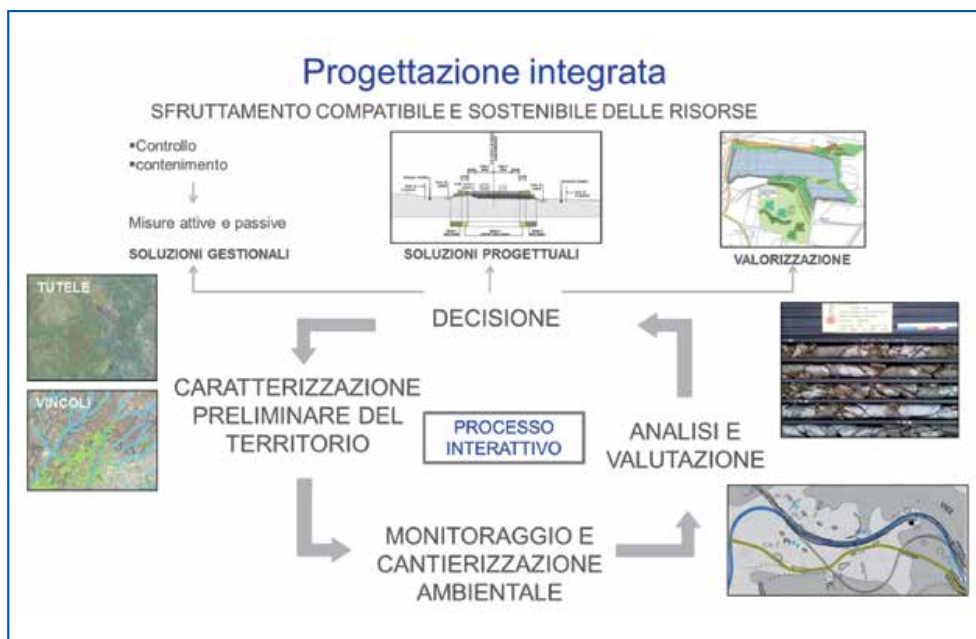 Progettazione integrata
SFRUTTAMENTO COMPATIBILE E SOSTENIBILE DELLE RISORSE
▪Controllo
▪contenimento
Misure attive e passive
SOLUZIONI GESTIONALI
SOLUZIONI PROGETTUALI
VALORIZZAZIONE
TUTELE
DECISIONE
CARATTERIZZAZIONE
PRELIMINARE DEL
TERRITORIO
VINCOLI
PROCESSO
INTERATTIVO
ANALISI E
VALUTAZIONE
MONITORAGGIO E
CANTIERIZZAZIONE
AMBIENTALE